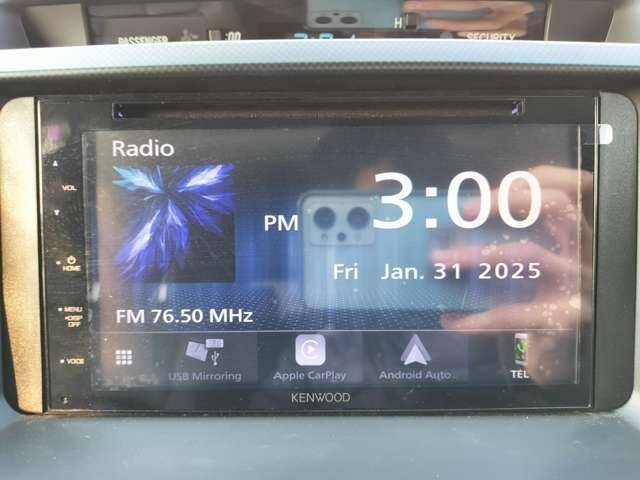 PASSENGER
SECURITY
Radio
VOL
PM 3:00
Fri Jan. 31 2025
HOME
FM 76.50 MHz
MENU
DISP
OFF
VOICE
USB Mirroring Apple CarPlay Android Auto.. TEL
KENWOOD